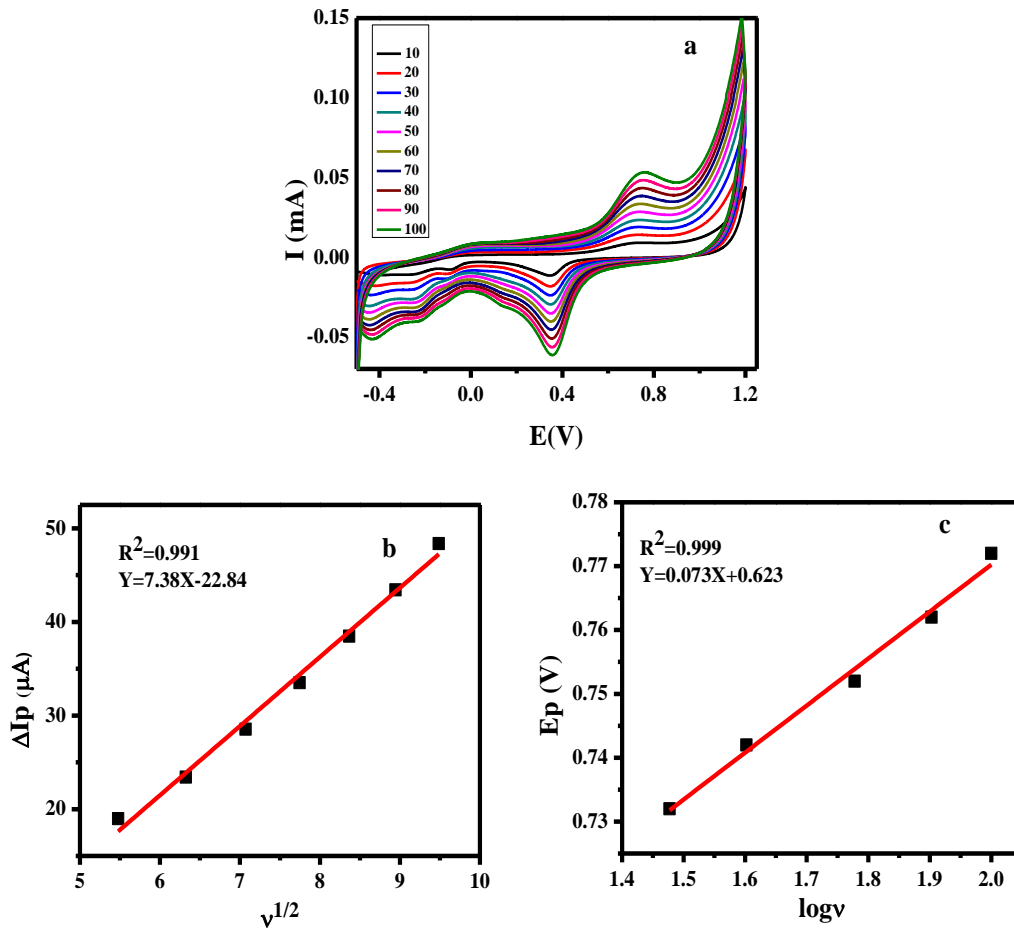 a
0.15
0.10
0.05
0.00
-0.05
I (mA)
10
20
30
40
50
60
70
80
90
100
-0.4 0.0 0.4 0.8 1.2
E(V)
b
R²=0.991
Y=7.38X-22.84
50
40
30
20
ΔIp (µA)
5 6 7 8 9 10
ν^1/2
c
R²=0.999
Y=0.073X+0.623
0.78
0.77
0.76
0.75
0.74
0.73
Ep (V)
1.4 1.5 1.6 1.7 1.8 1.9 2.0
logν